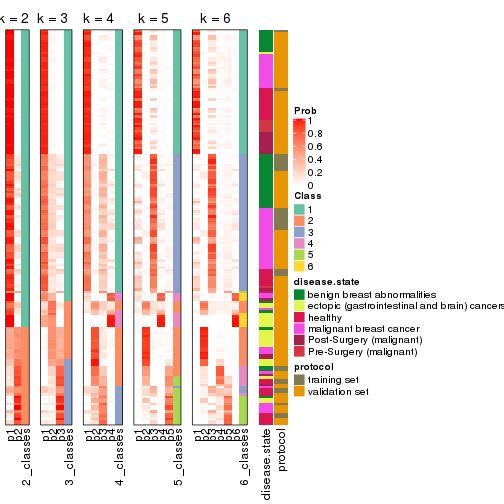 k = 2
k = 3
k = 4
k = 5
k = 6
Prob
1
0.8
0.6
0.4
0.2
0
Class
1
2
3
4
5
6
disease.state
benign breast abnormalities
ectopic (gastrointestinal and brain) cancers
healthy
malignant breast cancer
Post-Surgery (malignant)
Pre-Surgery (malignant)
protocol
training set
validation set
p1
p2
2_classes
p1
p2
p3
3_classes
p1
p2
p3
p4
4_classes
p1
p2
p3
p4
p5
5_classes
p1
p2
p3
p4
p5
p6
6_classes
disease.state
protocol